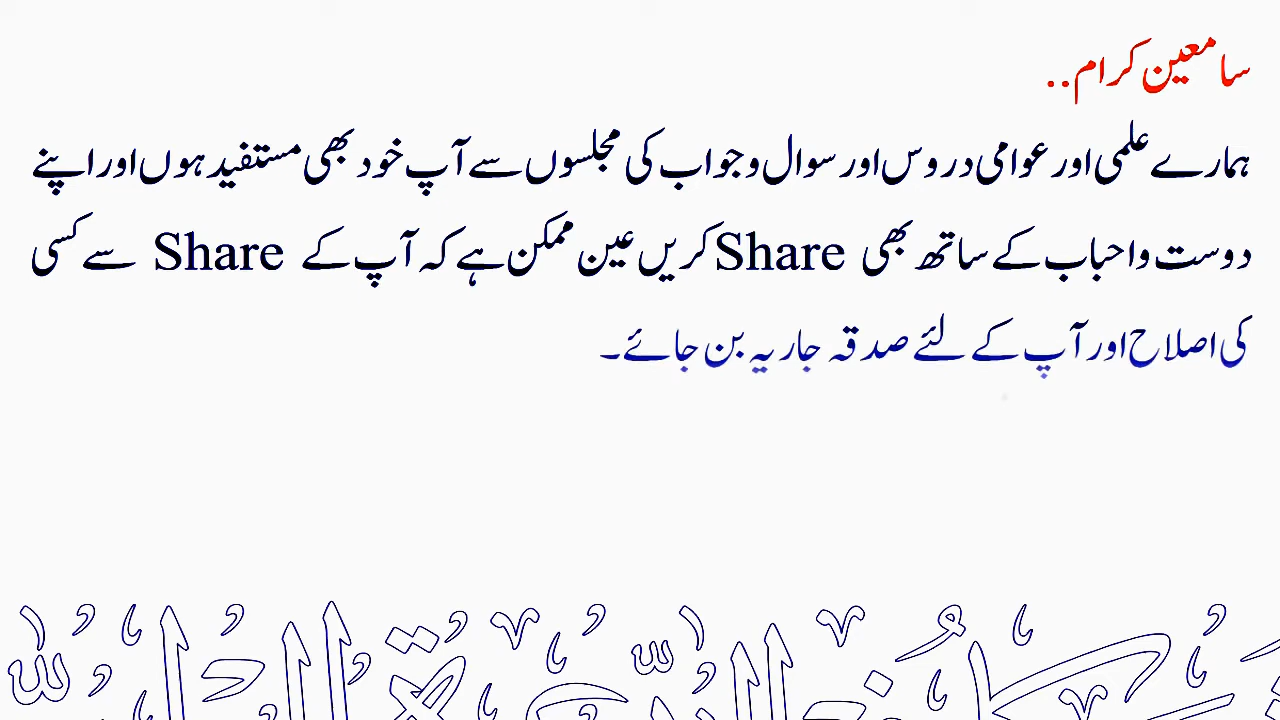 سامعین کرام..
ہمارے علمی اور عوامی دروس اور سوال و جواب کی مجلسوں سے آپ خود بھی مستفید ہوں اور اپنے
دوست و احباب کے ساتھ بھی Share کریں عین ممکن ہے کہ آپ کے Share سے کسی
کی اصلاح اور آپ کے لئے صدقہ جاریہ بن جائے۔